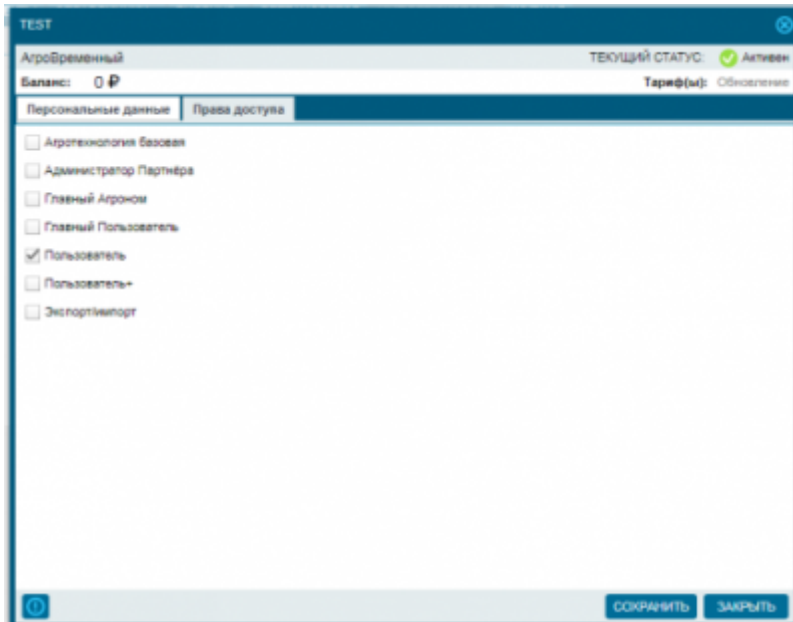 TEST
АгроВременный ТЕКУЩИЙ СТАТУС: Активен
Баланс: 0 ₽ Тариф(ы): Обновление
Персональные данные Права доступа
Агротехнология базовая
Администратор Партнёра
Главный Агроном
Главный Пользователь
Пользователь
Пользователь+
Экспорт/импорт
СОХРАНИТЬ ЗАКРЫТЬ